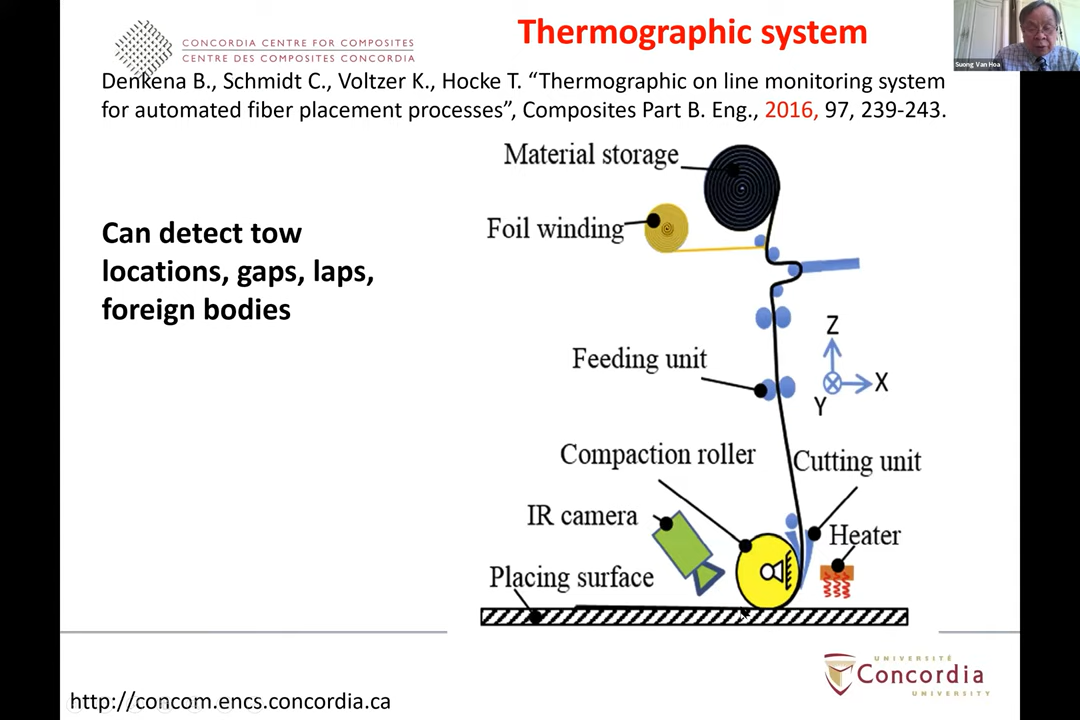 Thermographic system
CONCORDIA CENTRE FOR COMPOSITES
CENTRE DES COMPOSITES CONCORDIA
Suong Van Hoa
Denkena B., Schmidt C., Voltzer K., Hocke T. “Thermographic on line monitoring system
for automated fiber placement processes”, Composites Part B. Eng., 2016, 97, 239-243.
Can detect tow
locations, gaps, laps,
foreign bodies
Material storage
Foil winding
Feeding unit
Z
X
Y
Compaction roller
Cutting unit
IR camera
Heater
Placing surface
UNIVERSITÉ
Concordia
UNIVERSITY
http://concom.encs.concordia.ca